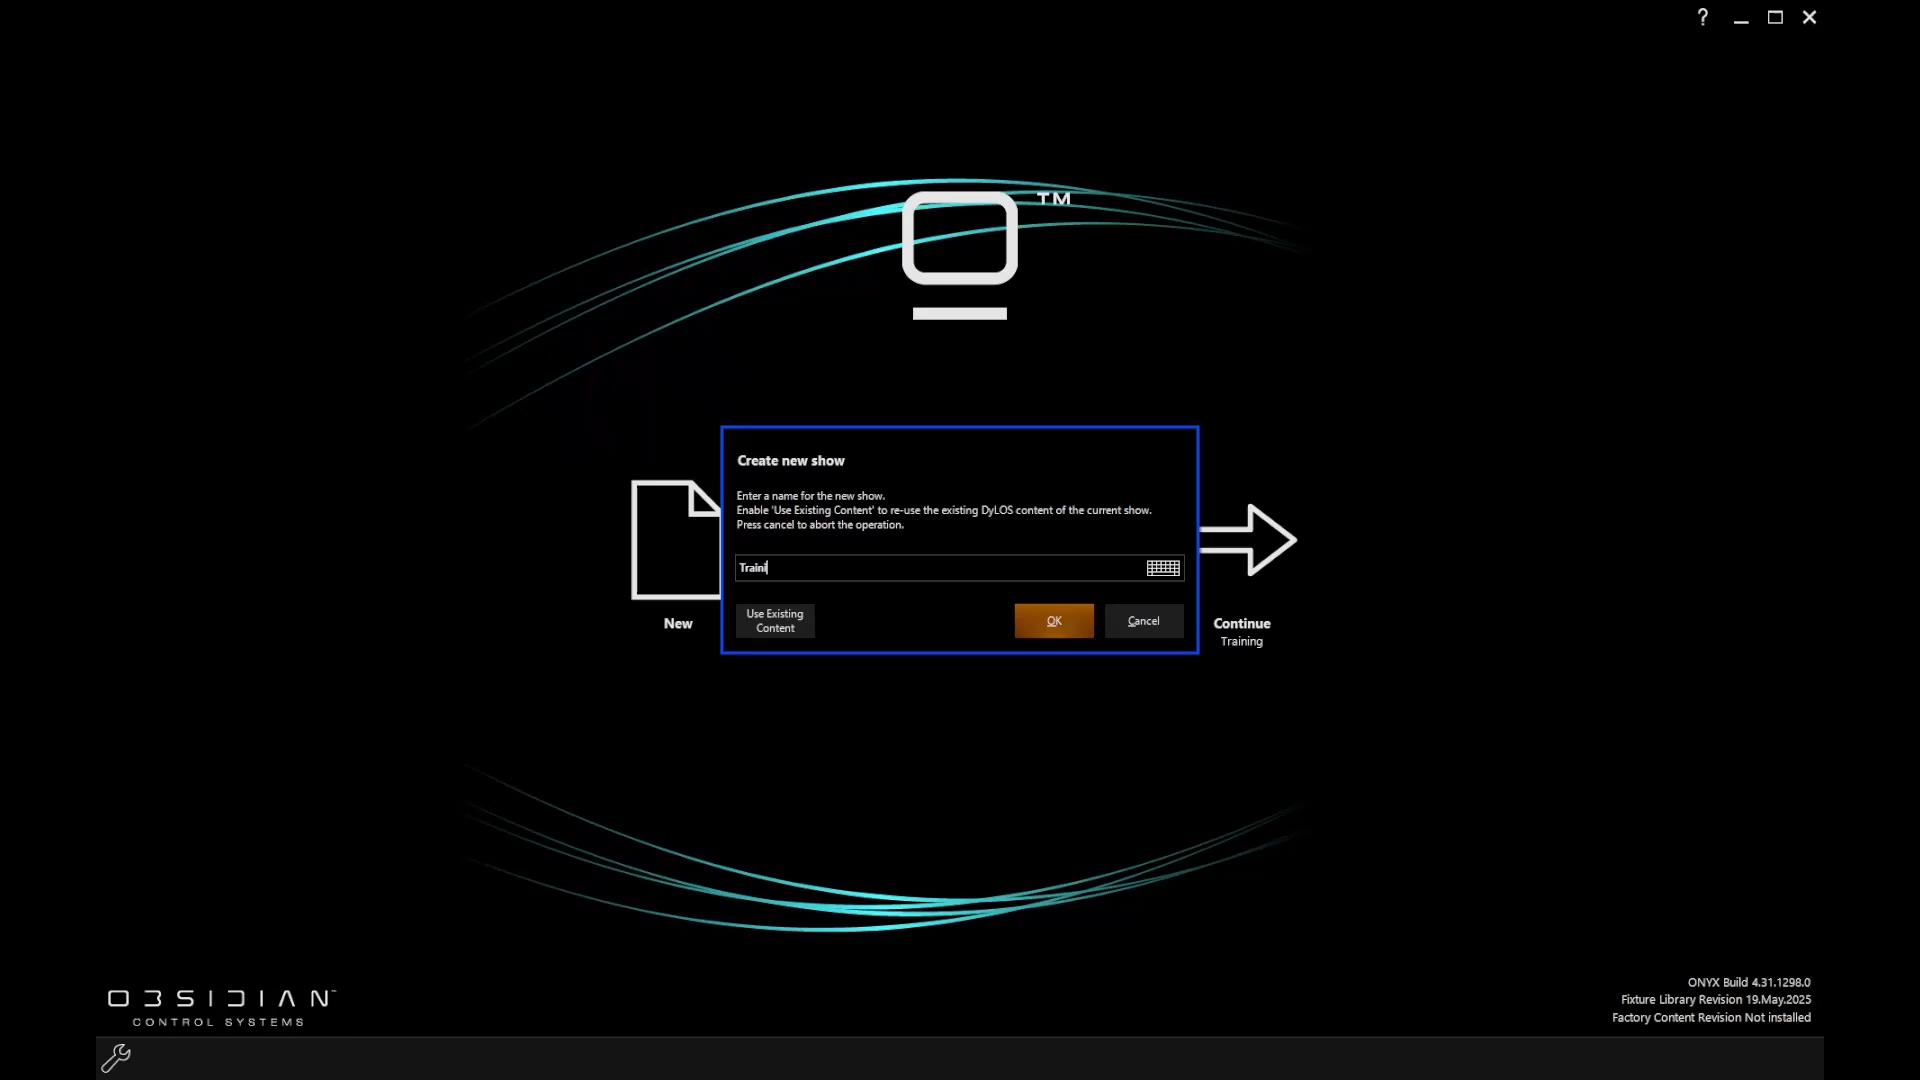 ?
TM
Create new show
Enter a name for the new show.
Enable 'Use Existing Content' to re-use the existing DyLOS content of the current show.
Press cancel to abort the operation.
Traini
Use Existing
Content
OK
Cancel
New
Continue
Training
OBSIDIAN™
CONTROL SYSTEMS
ONYX Build 4.31.1298.0
Fixture Library Revision 19.May.2025
Factory Content Revision Not installed